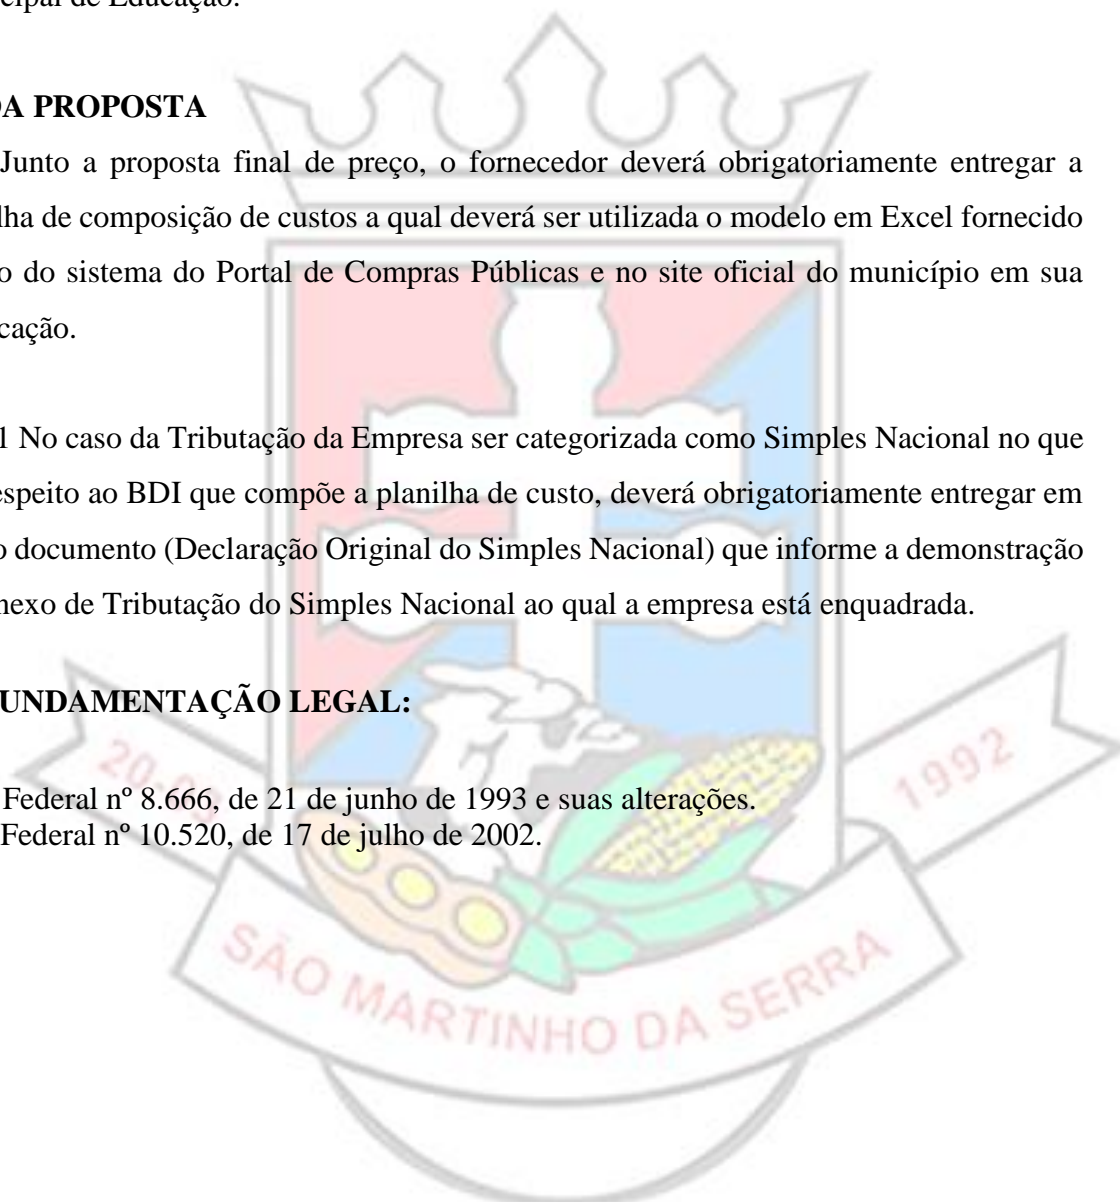 cipal de Educação.
DA PROPOSTA
Junto a proposta final de preço, o fornecedor deverá obrigatoriamente entregar a
lha de composição de custos a qual deverá ser utilizada o modelo em Excel fornecido
o do sistema do Portal de Compras Públicas e no site oficial do município em sua
cação.
1 No caso da Tributação da Empresa ser categorizada como Simples Nacional no que
espeito ao BDI que compõe a planilha de custo, deverá obrigatoriamente entregar em
o documento (Declaração Original do Simples Nacional) que informe a demonstração
nexo de Tributação do Simples Nacional ao qual a empresa está enquadrada.
UNDAMENTAÇÃO LEGAL:
Federal nº 8.666, de 21 de junho de 1993 e suas alterações.
Federal nº 10.520, de 17 de julho de 2002.
1992
SÃO MARTINHO DA SERRA